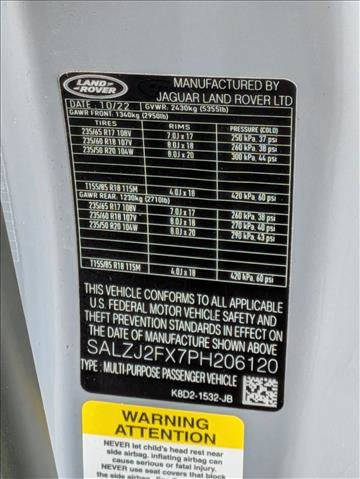 LAND ROVER
MANUFACTURED BY
JAGUAR LAND ROVER LTD
DATE: 10/22 GVWR: 2430kg (5355lb)
GAWR FRONT: 1340kg (2950lb)
TIRES RIMS PRESSURE (COLD)
235/65 R17 108V 7.0J x 17 250 kPa, 37 psi
235/60 R18 107V 8.0J x 18 260 kPa, 38 psi
235/50 R20 104W 8.0J x 20 300 kPa, 44 psi
T155/85 R18 115M 4.0J x 18 420 kPa, 60 psi
GAWR REAR: 1230kg (2710lb)
235/65 R17 108V 7.0J x 17 260 kPa, 38 psi
235/60 R18 107V 8.0J x 18 270 kPa, 40 psi
235/50 R20 104W 8.0J x 20 290 kPa, 43 psi
T155/85 R18 115M 4.0J x 18 420 kPa, 60 psi
THIS VEHICLE CONFORMS TO ALL APPLICABLE
U.S. FEDERAL MOTOR VEHICLE SAFETY AND
THEFT PREVENTION STANDARDS IN EFFECT ON
THE DATE OF MANUFACTURE SHOWN ABOVE
SALZJ2FX7PH206120
TYPE: MULTI-PURPOSE PASSENGER VEHICLE
K8D2-1532-JB
WARNING
ATTENTION
NEVER let child's head rest near
side airbag. Inflating airbag can
cause serious or fatal injury.
NEVER use seat covers that